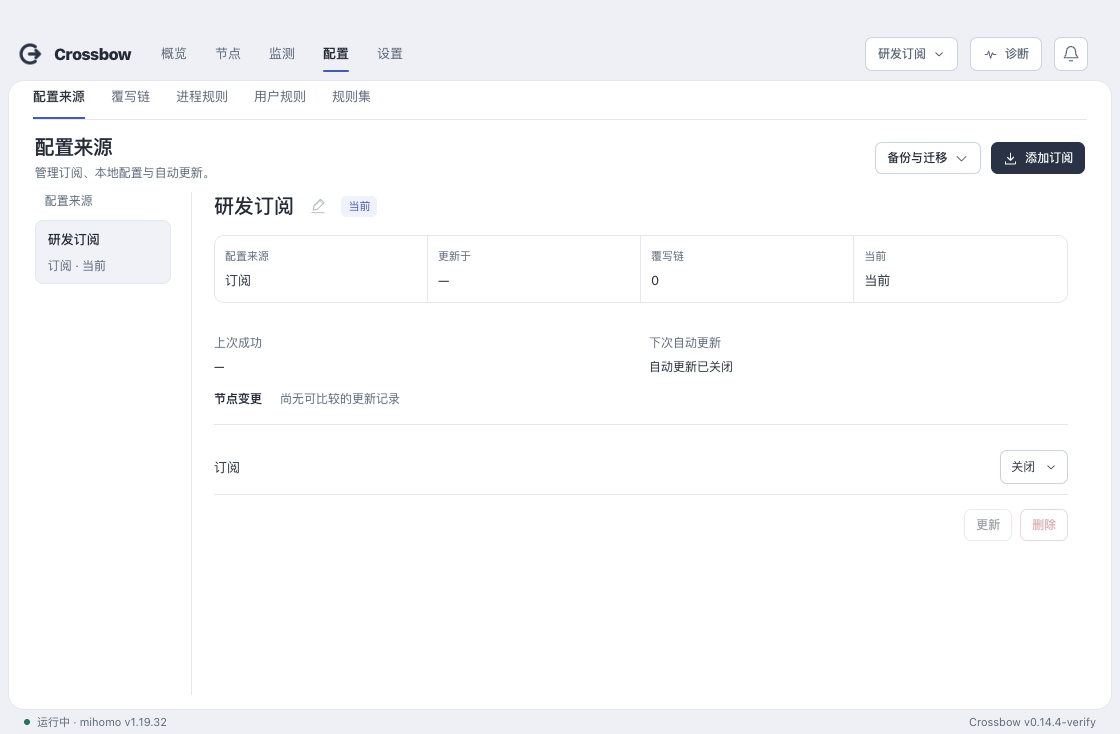 Crossbow 概览 节点 监测 配置 设置 研发订阅 诊断
配置来源 覆写链 进程规则 用户规则 规则集
配置来源
管理订阅、本地配置与自动更新。
备份与迁移 添加订阅
配置来源
研发订阅
订阅 · 当前
研发订阅 当前
配置来源 更新于 覆写链 当前
订阅 — 0 当前
上次成功 下次自动更新
— 自动更新已关闭
节点变更 尚无可比较的更新记录
订阅 关闭
更新 删除
运行中 · mihomo v1.19.32 Crossbow v0.14.4-verify